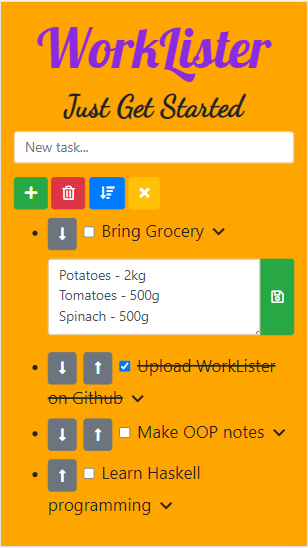 WorkLister
Just Get Started
New task...
Bring Grocery
Potatoes - 2kg
Tomatoes - 500g
Spinach - 500g
Upload WorkLister
on Github
Make OOP notes
Learn Haskell
programming